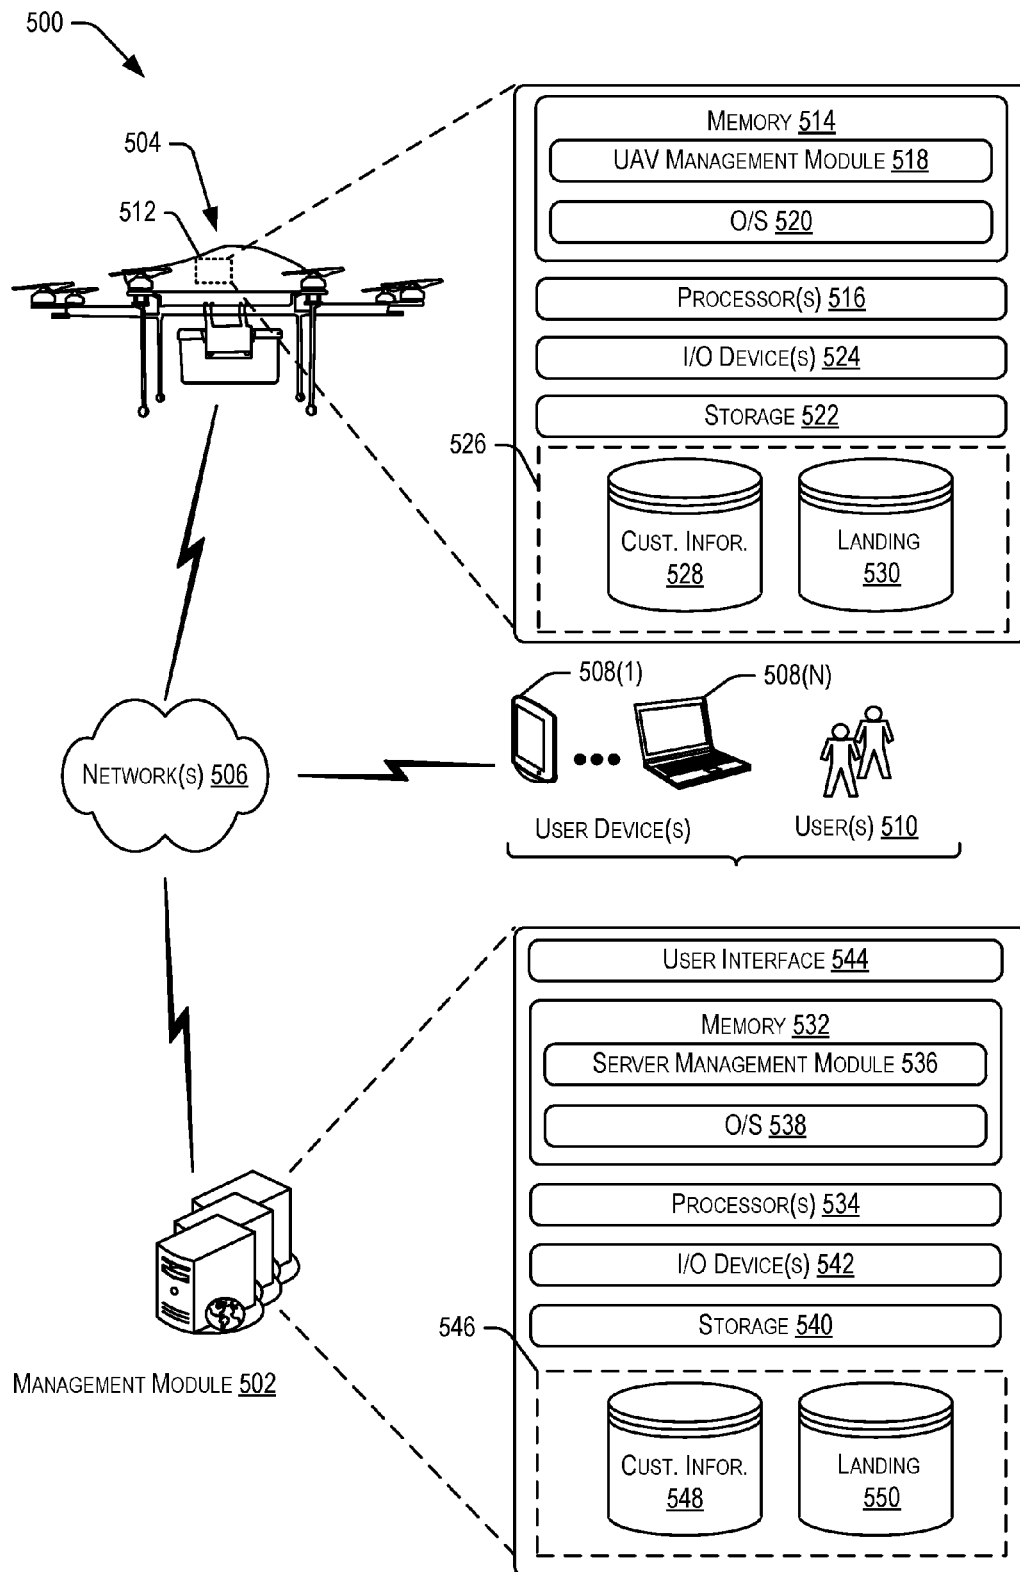 500
504
512
MEMORY 514
UAV MANAGEMENT MODULE 518
O/S 520
PROCESSOR(S) 516
I/O DEVICE(S) 524
STORAGE 522
526
CUST. INFOR.
528
LANDING
530
508(1)
508(N)
NETWORK(S) 506
USER DEVICE(S)
USER(S) 510
USER INTERFACE 544
MEMORY 532
SERVER MANAGEMENT MODULE 536
O/S 538
PROCESSOR(S) 534
I/O DEVICE(S) 542
STORAGE 540
546
MANAGEMENT MODULE 502
CUST. INFOR.
548
LANDING
550